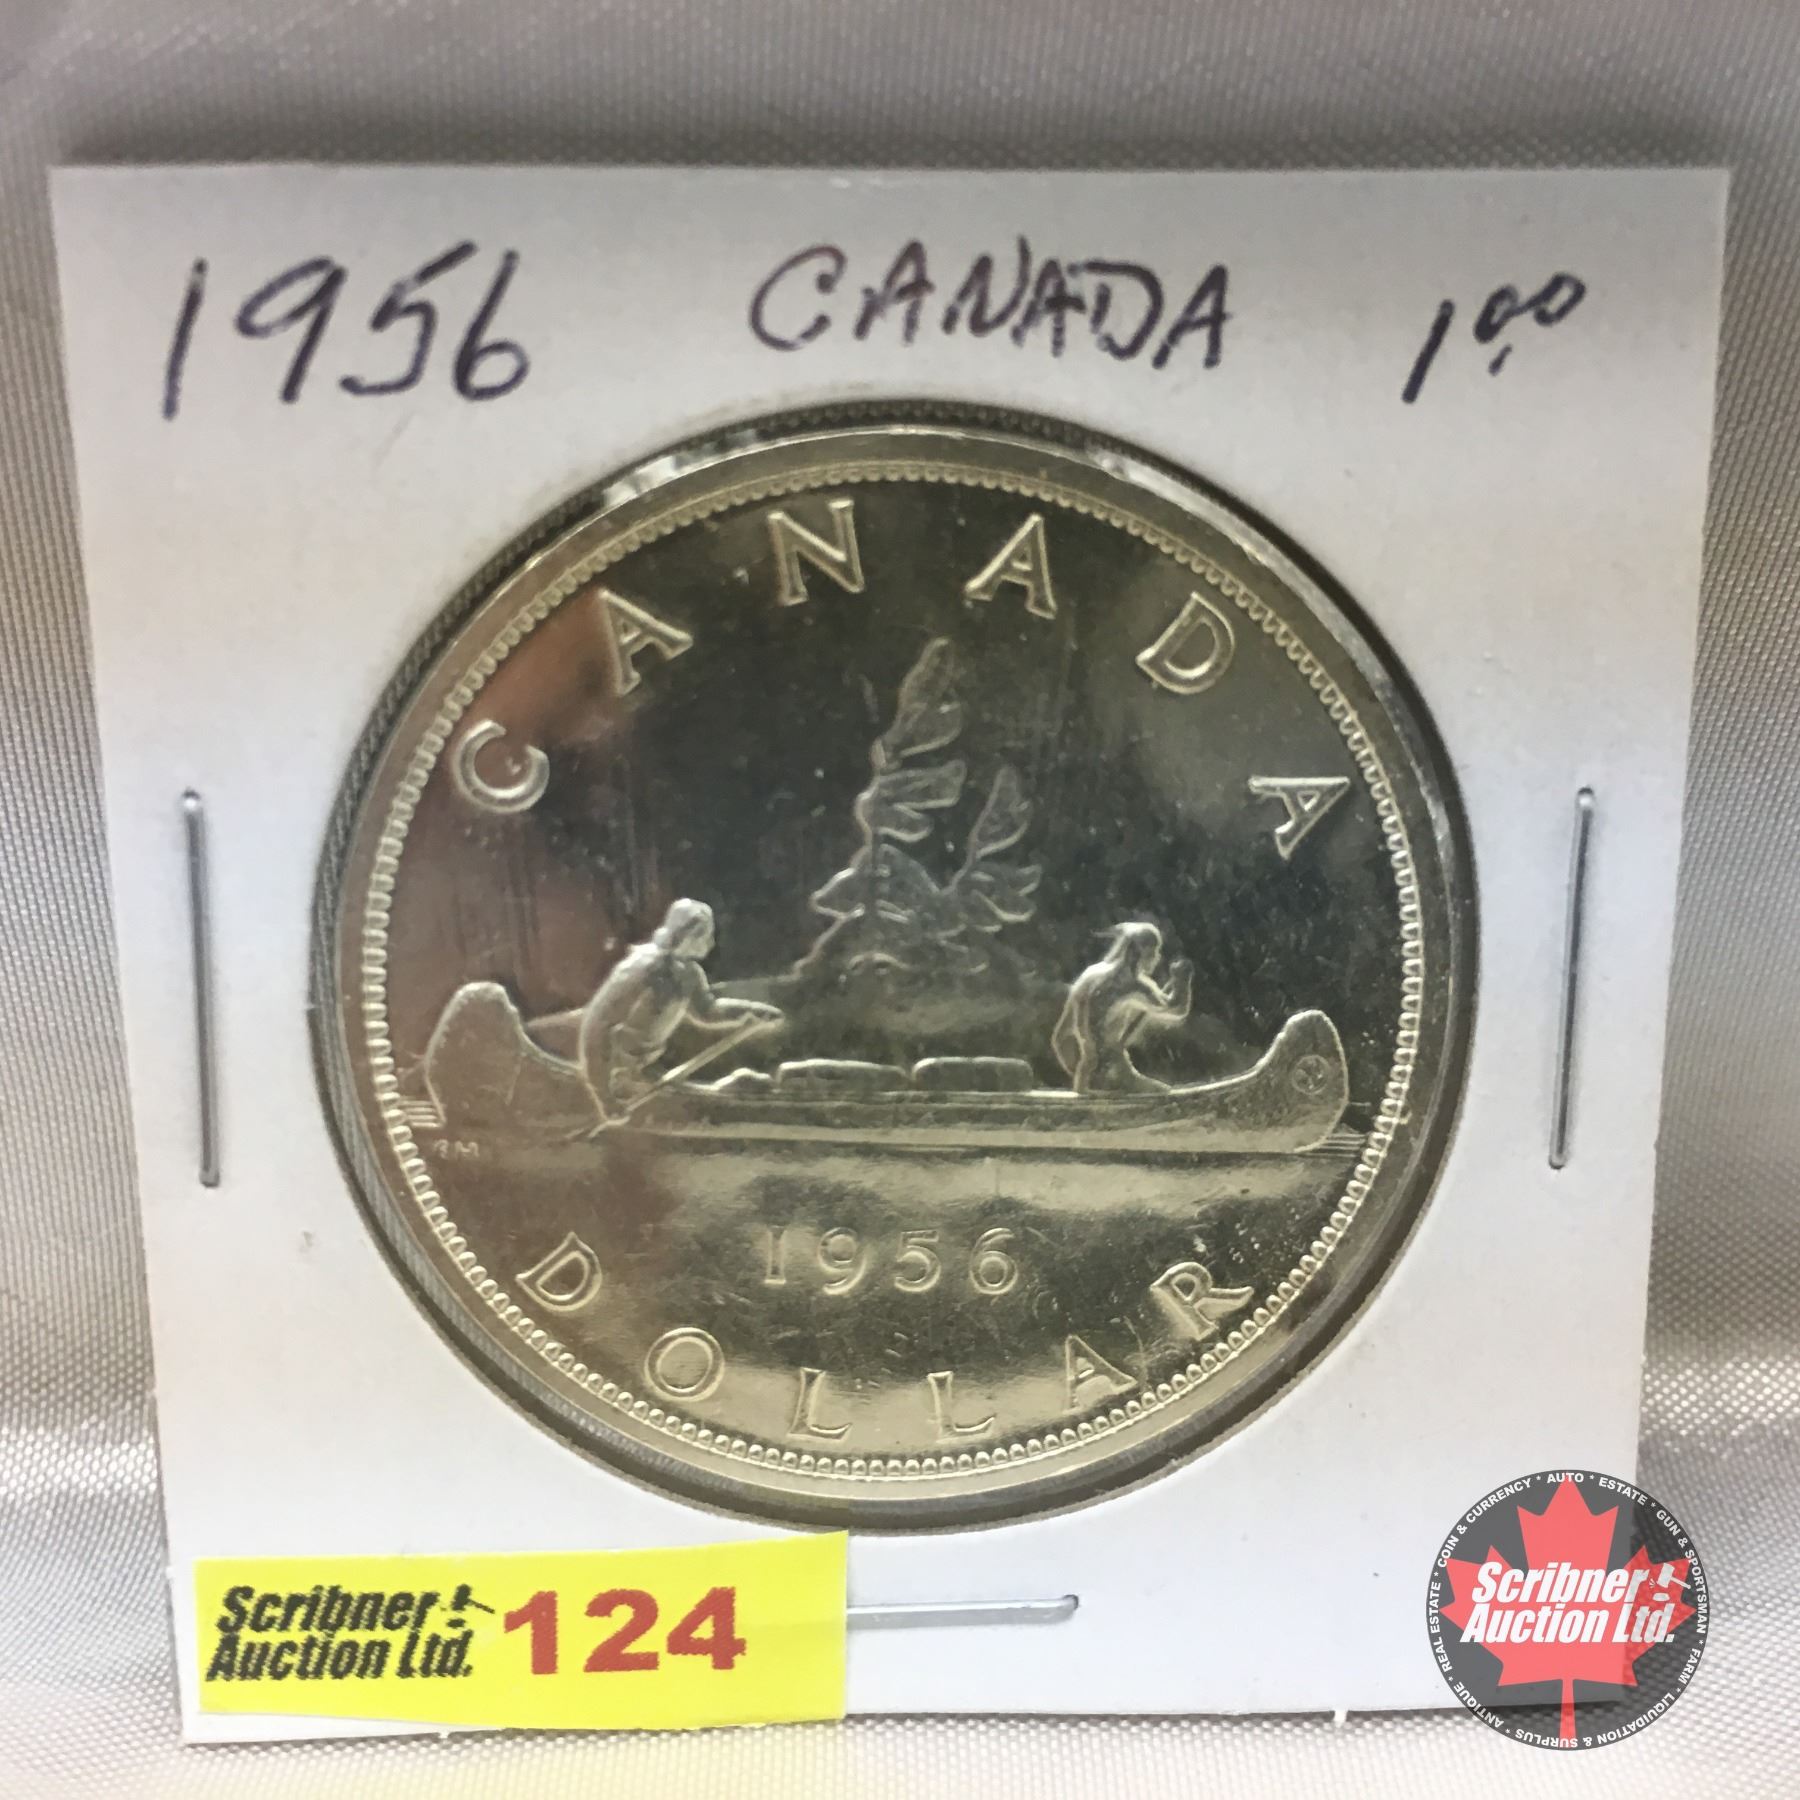 1956 CANADA 1.00
CANADA
EM
1956
DOLLAR
Scribner
Auction Ltd. 124
REAL ESTATE * COIN & CURRENCY * AUTO * ESTATE * GUN & SPORTSMAN * FARM * LIQUIDATION & SURPLUS * ANTIQUE *
Scribner
Auction Ltd.